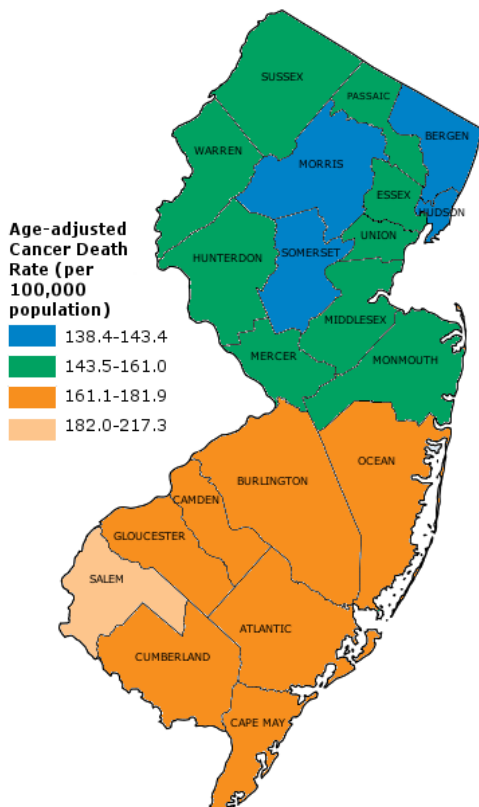 SUSSEX
PASSAIC
BERGEN
WARREN
MORRIS
ESSEX
HUDSON
UNION
SOMERSET
HUNTERDON
MIDDLESEX
MERCER
MONMOUTH
Age-adjusted
Cancer Death
Rate (per
100,000
population)
138.4-143.4
143.5-161.0
161.1-181.9
182.0-217.3
OCEAN
BURLINGTON
CAMDEN
GLOUCESTER
SALEM
ATLANTIC
CUMBERLAND
CAPE MAY